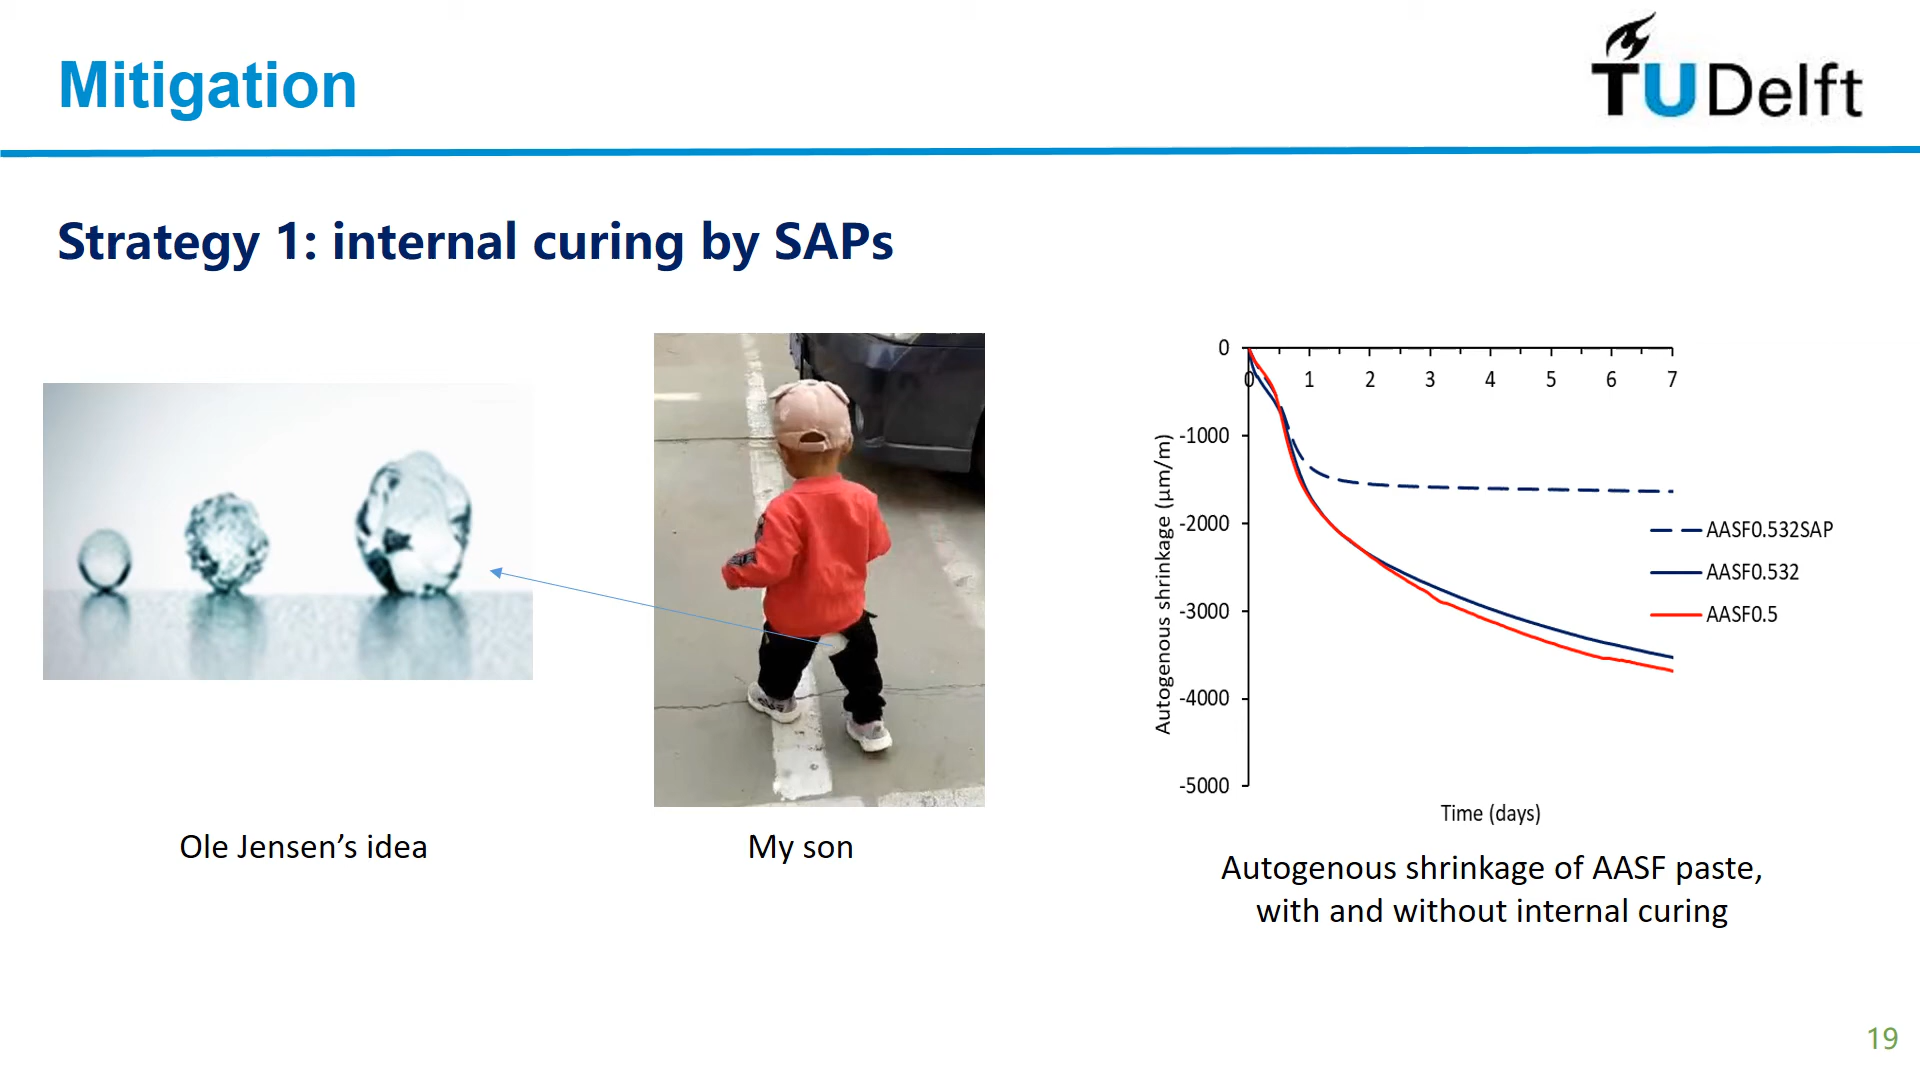 Mitigation
TU Delft
Strategy 1: internal curing by SAPs
Ole Jensen’s idea
My son
0
0 1 2 3 4 5 6 7
-1000
-2000
-3000
-4000
-5000
Autogenous shrinkage (μm/m)
Time (days)
AASF0.532SAP
AASF0.532
AASF0.5
Autogenous shrinkage of AASF paste,
with and without internal curing
19